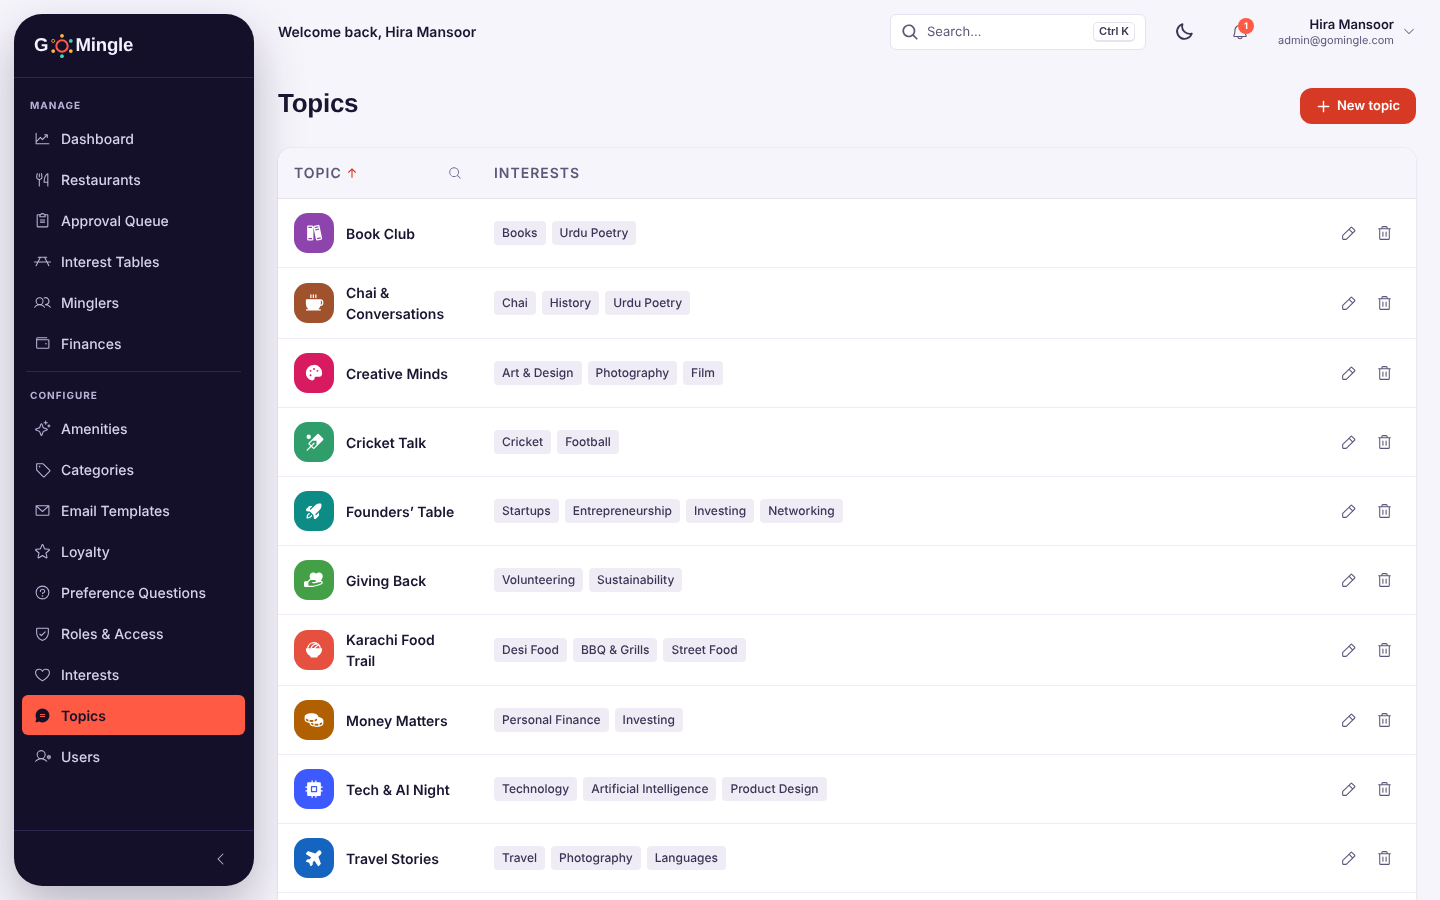 GoMingle
Welcome back, Hira Mansoor
Search...
Ctrl K
1
Hira Mansoor
admin@gomingle.com
MANAGE
Dashboard
Restaurants
Approval Queue
Interest Tables
Minglers
Finances
CONFIGURE
Amenities
Categories
Email Templates
Loyalty
Preference Questions
Roles & Access
Interests
Topics
Users
Topics
New topic
TOPIC INTERESTS
Book Club Books Urdu Poetry
Chai &
Conversations
Chai History Urdu Poetry
Creative Minds Art & Design Photography Film
Cricket Talk Cricket Football
Founders’ Table Startups Entrepreneurship Investing Networking
Giving Back Volunteering Sustainability
Karachi Food
Trail
Desi Food BBQ & Grills Street Food
Money Matters Personal Finance Investing
Tech & AI Night Technology Artificial Intelligence Product Design
Travel Stories Travel Photography Languages